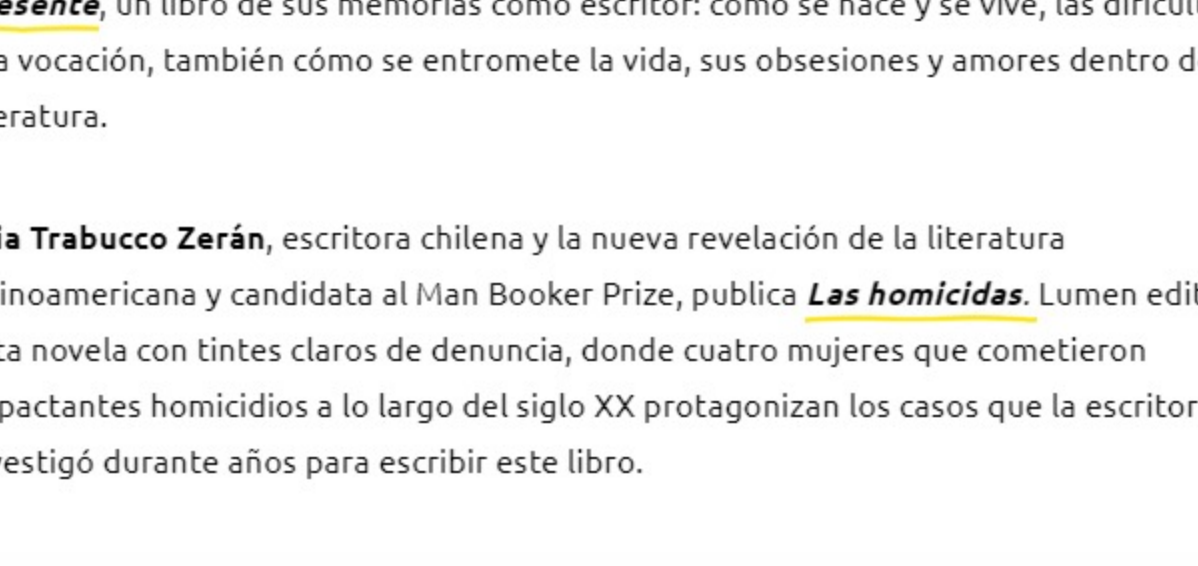 esente, un libro de sus memorias como escritor: cómo se hace y se vive, las dificul
a vocación, también cómo se entromete la vida, sus obsesiones y amores dentro d
eratura.
ia Trabucco Zerán, escritora chilena y la nueva revelación de la literatura
inoamericana y candidata al Man Booker Prize, publica Las homicidas. Lumen edit
ta novela con tintes claros de denuncia, donde cuatro mujeres que cometieron
pactantes homicidios a lo largo del siglo XX protagonizan los casos que la escritor
vestigó durante años para escribir este libro.